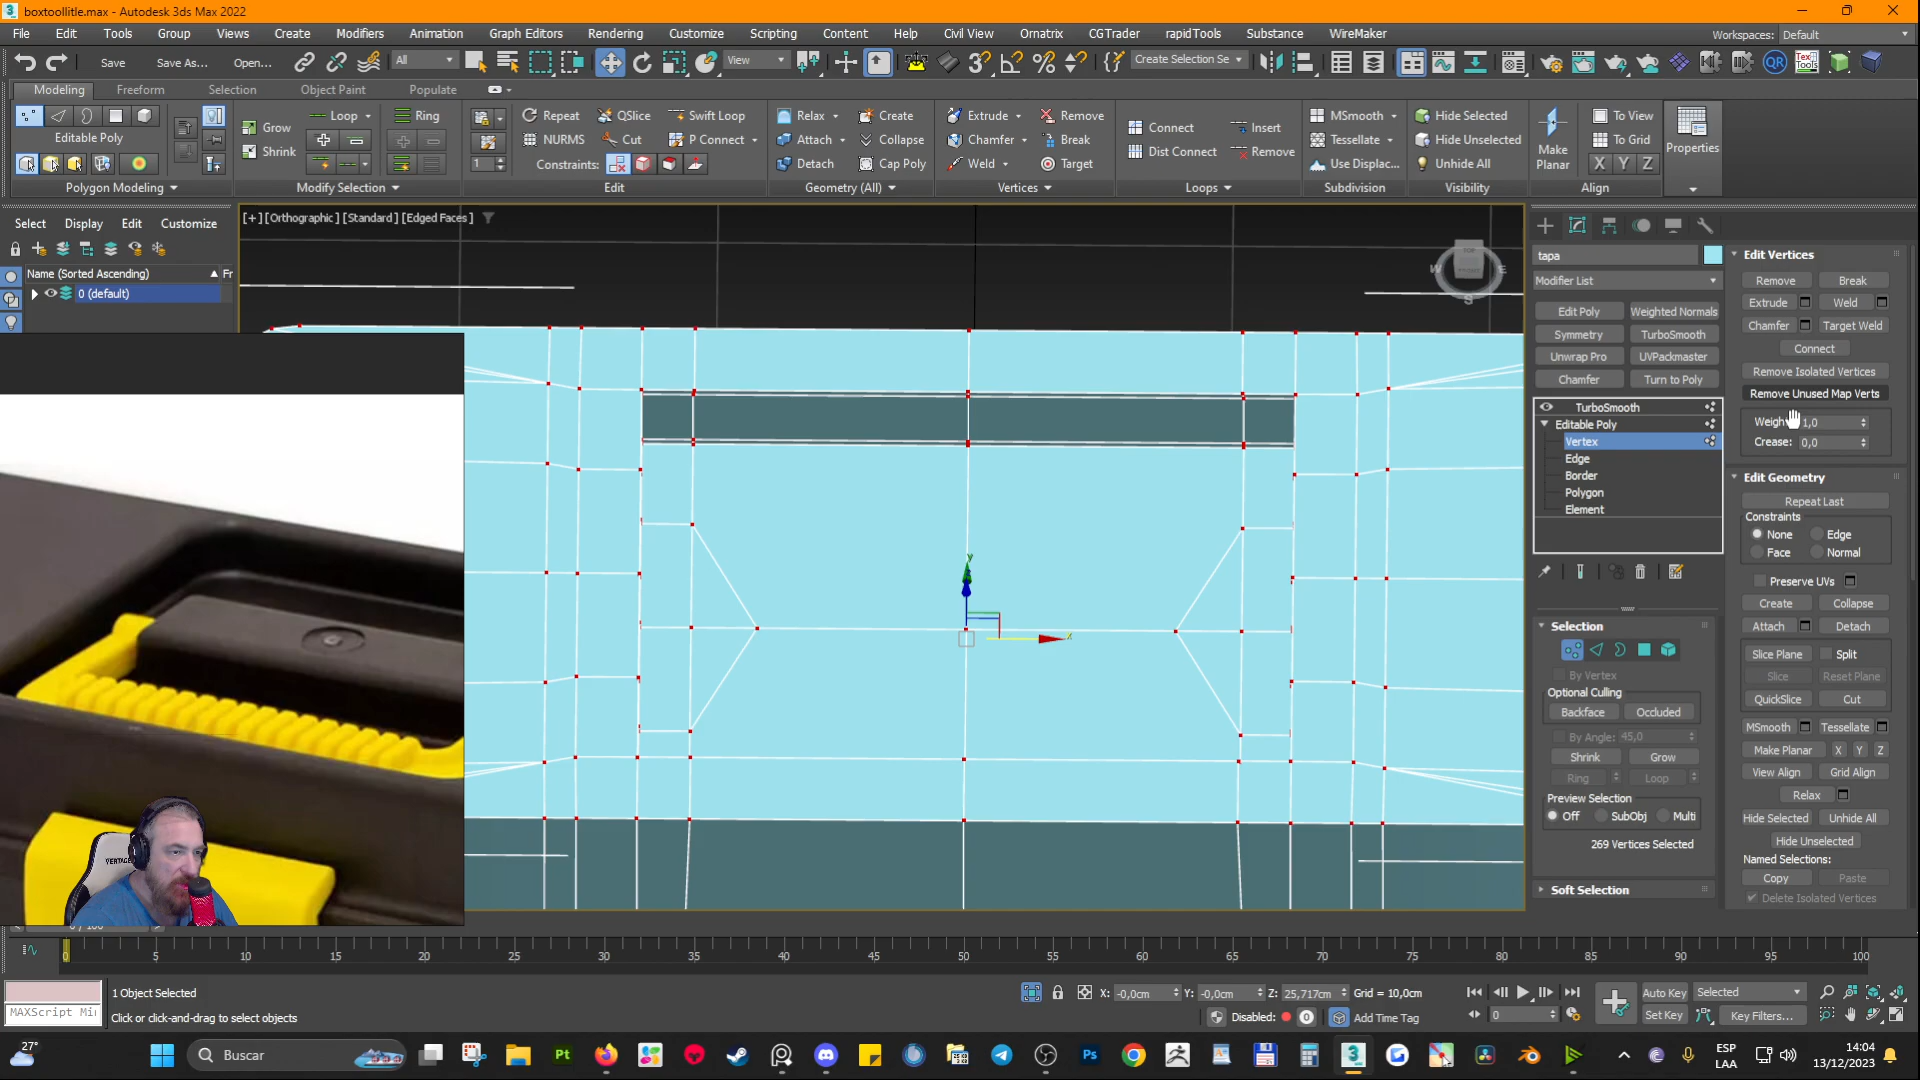 boxtoollitle.max - Autodesk 3ds Max 2022
File Edit Tools Group Views Create Modifiers Animation Graph Editors Rendering Customize Scripting Content Help Civil View Ornatrix CGTrader rapidTools Substance WireMaker Workspaces: Default
Save Save As... Open... All View Create Selection Se
Modeling Freeform Selection Object Paint Populate
Editable Poly
Polygon Modeling
Grow Shrink Loop Ring
Modify Selection
Repeat QSlice Swift Loop
NURMS Cut P Connect
1 Constraints:
Edit
Relax Create
Attach Collapse
Detach Cap Poly
Geometry (All)
Extrude Remove
Chamfer Break
Weld Target
Vertices
Connect Insert
Dist Connect Remove
Loops
MSmooth
Tessellate
Use Displac...
Subdivision
Hide Selected
Hide Unselected
Unhide All
Visibility
Make Planar
To View
To Grid
X Y Z
Align
Properties
Select Display Edit Customize
Name (Sorted Ascending) Fr
0 (default)
[+] [Orthographic] [Standard] [Edged Faces]
TOP
FRONT
W E
S
y
x
VERTAGEAR
tapa
Modifier List
Edit Poly Weighted Normals
Symmetry TurboSmooth
Unwrap Pro UVPackmaster
Chamfer Turn to Poly
TurboSmooth
Editable Poly
Vertex
Edge
Border
Polygon
Element
Selection
By Vertex
Optional Culling
Backface Occluded
By Angle: 45,0
Shrink Grow
Ring Loop
Preview Selection
Off SubObj Multi
269 Vertices Selected
Soft Selection
Edit Vertices
Remove Break
Extrude Weld
Chamfer Target Weld
Connect
Remove Isolated Vertices
Remove Unused Map Verts
Weigh 1,0
Crease: 0,0
Edit Geometry
Repeat Last
Constraints
None Edge
Face Normal
Preserve UVs
Create Collapse
Attach Detach
Slice Plane Split
Slice Reset Plane
QuickSlice Cut
MSmooth Tessellate
Make Planar X Y Z
View Align Grid Align
Relax
Hide Selected Unhide All
Hide Unselected
Named Selections:
Copy Paste
Delete Isolated Vertices
0 / 100
0 5 10 15 20 25 30 35 40 45 50 55 60 65 70 75 80 85 90 95 100
1 Object Selected
MAXScript Mi
Click or click-and-drag to select objects
X: -0,0cm Y: -0,0cm Z: 25,717cm Grid = 10,0cm
Disabled: 0 Add Time Tag
0
Auto Key Selected
Set Key Key Filters...
27°
Buscar
ESP
LAA
14:04
13/12/2023